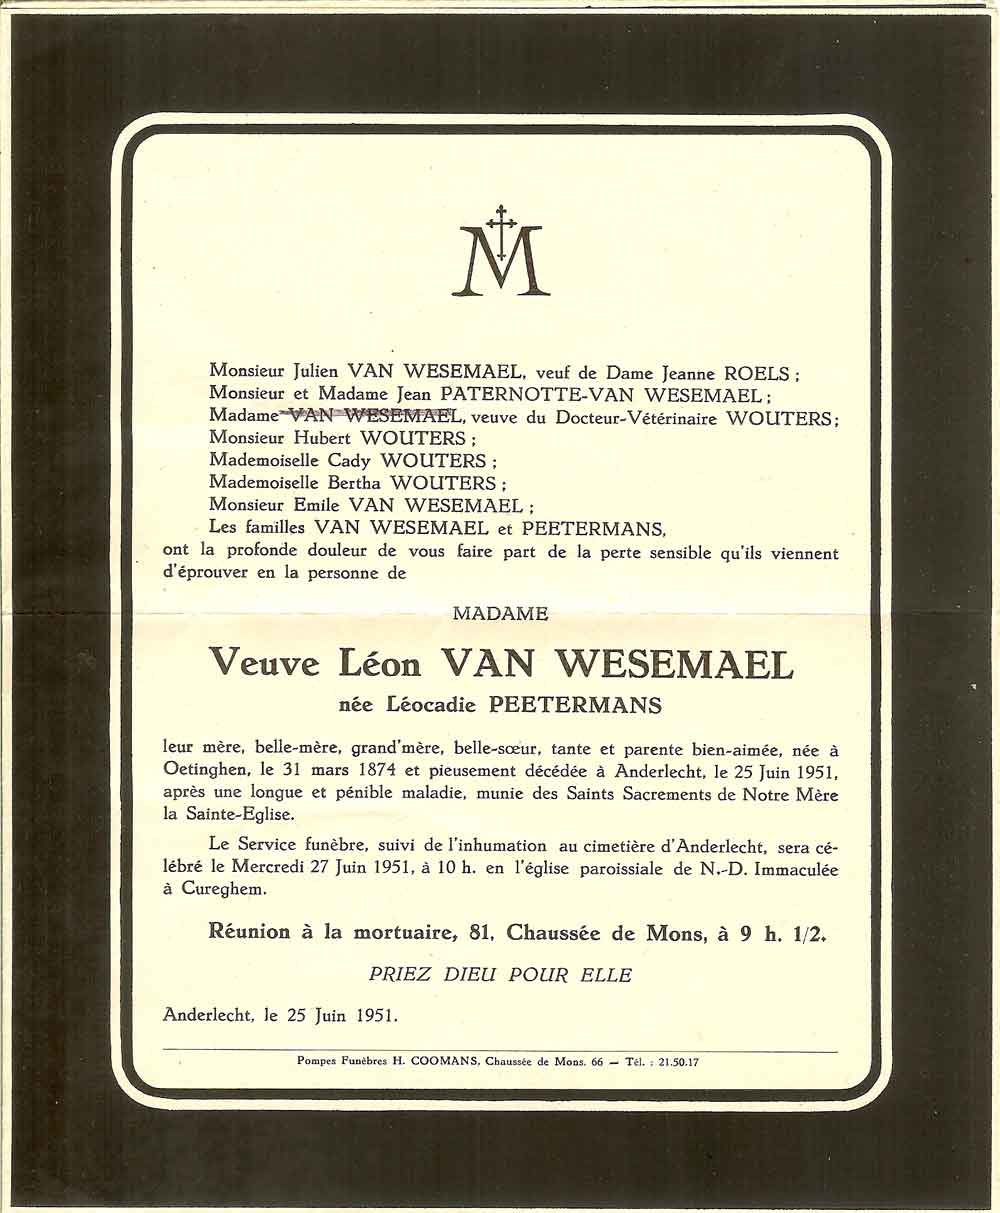 M
Monsieur Julien VAN WESEMAEL, veuf de Dame Jeanne ROELS ;
Monsieur et Madame Jean PATERNOTTE-VAN WESEMAEL ;
Madame VAN WESEMAEL, veuve du Docteur-Vétérinaire WOUTERS ;
Monsieur Hubert WOUTERS ;
Mademoiselle Cady WOUTERS ;
Mademoiselle Bertha WOUTERS ;
Monsieur Emile VAN WESEMAEL ;
Les familles VAN WESEMAEL et PEETERMANS,
ont la profonde douleur de vous faire part de la perte sensible qu'ils viennent
d'éprouver en la personne de
MADAME
Veuve Léon VAN WESEMAEL
née Léocadie PEETERMANS
leur mère, belle-mère, grand'mère, belle-sœur, tante et parente bien-aimée, née à
Oetinghen, le 31 mars 1874 et pieusement décédée à Anderlecht, le 25 Juin 1951,
après une longue et pénible maladie, munie des Saints Sacrements de Notre Mère
la Sainte-Eglise.
Le Service funèbre, suivi de l'inhumation au cimetière d'Anderlecht, sera cé-
lébré le Mercredi 27 Juin 1951, à 10 h. en l'église paroissiale de N.-D. Immaculée
à Cureghem.
Réunion à la mortuaire, 81, Chaussée de Mons, à 9 h. 1/2.
PRIEZ DIEU POUR ELLE
Anderlecht, le 25 Juin 1951.
Pompes Funèbres H. COOMANS, Chaussée de Mons, 66 — Tél. : 21.50.17